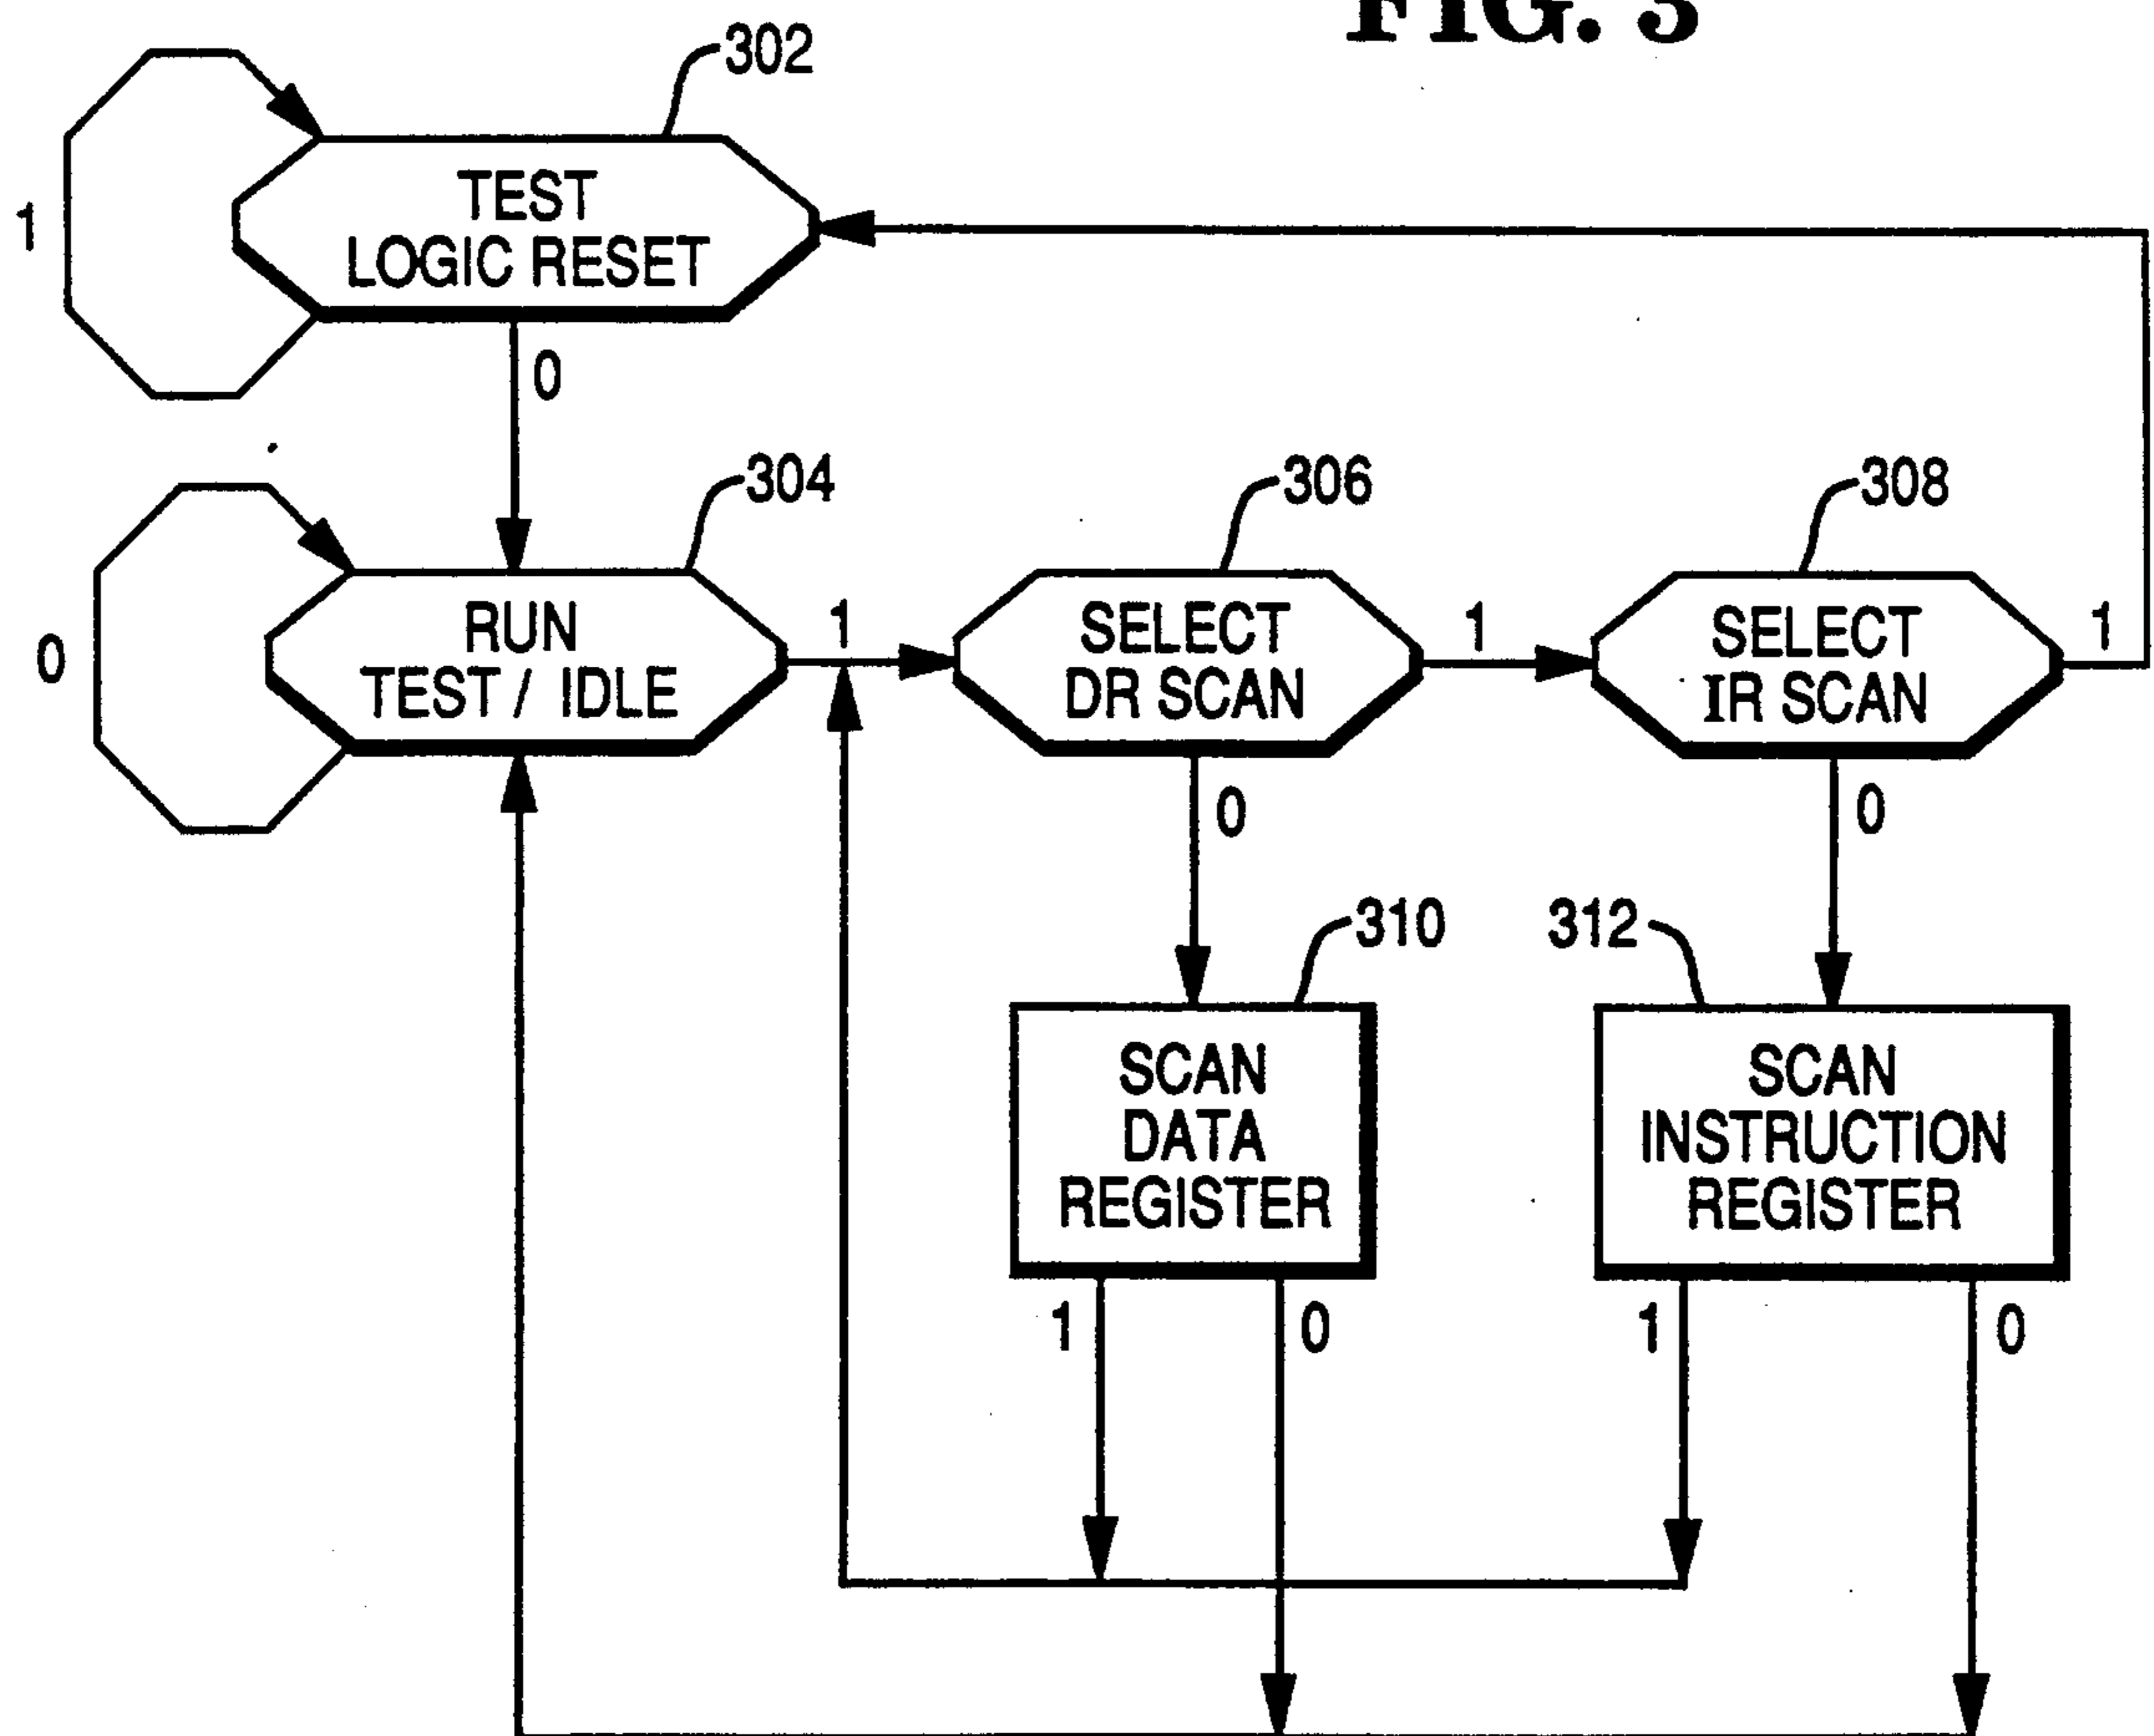 FIG. 3
302
TEST
LOGIC RESET
1
0
304
306
308
RUN
TEST / IDLE
0
1
SELECT
DR SCAN
1
SELECT
IR SCAN
1
0
0
310
312
SCAN
DATA
REGISTER
SCAN
INSTRUCTION
REGISTER
1
0
1
0